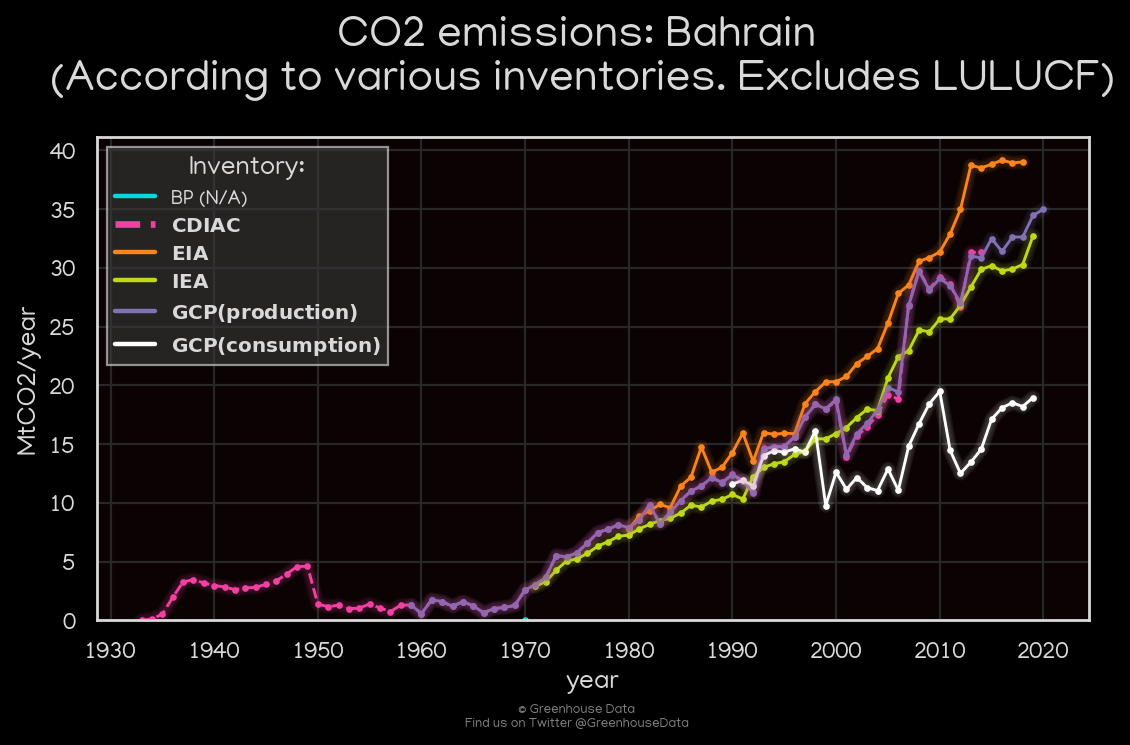 CO2 emissions: Bahrain
(According to various inventories. Excludes LULUCF)
Inventory:
BP (N/A)
CDIAC
EIA
IEA
GCP(production)
GCP(consumption)
MtCO2/year
40
35
30
25
20
15
10
5
0
1930 1940 1950 1960 1970 1980 1990 2000 2010 2020
year
© Greenhouse Data
Find us on Twitter @GreenhouseData